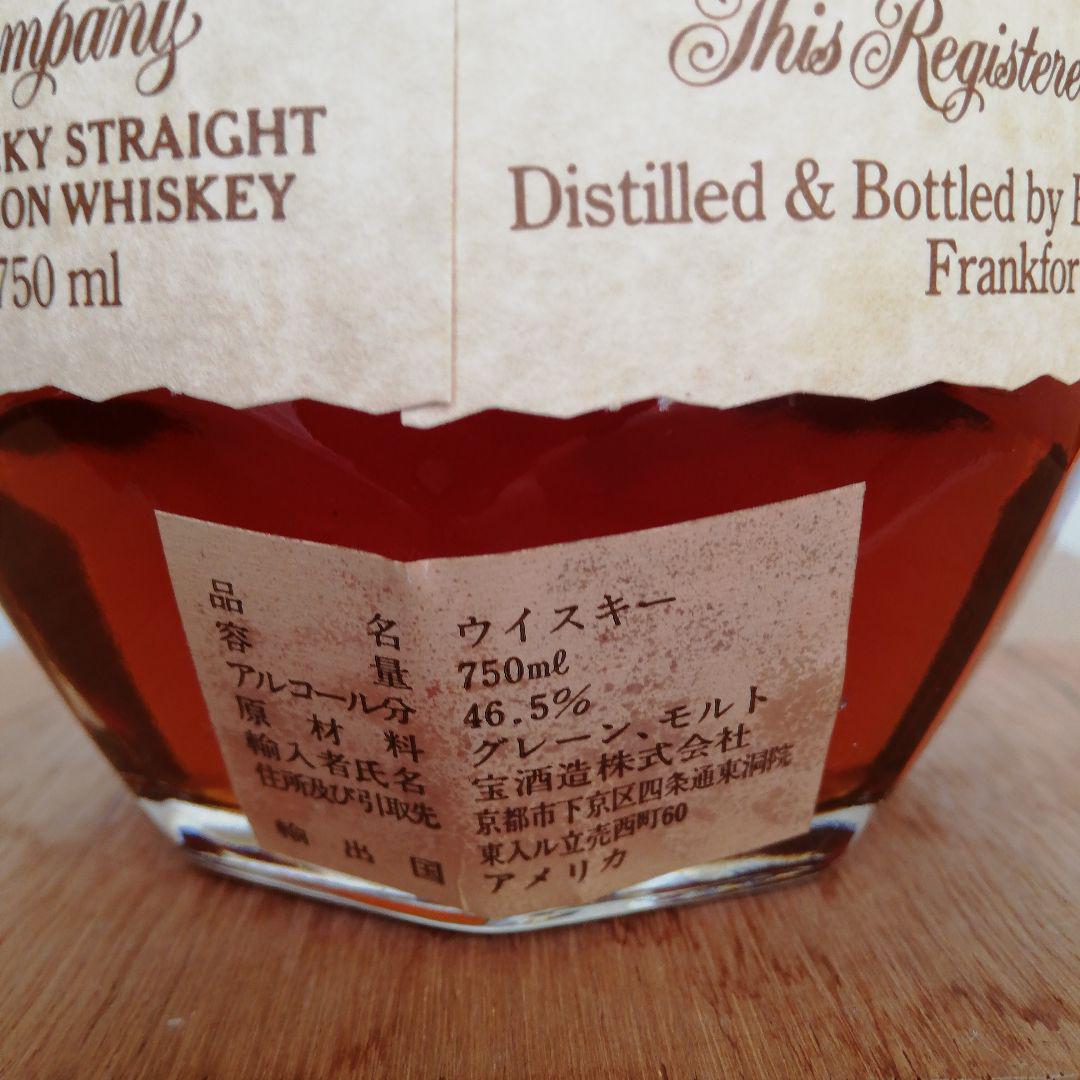 ompany
KY STRAIGHT
ON WHISKEY
750 ml
This Registere
Distilled & Bottled by
Frankfor
品名 ウイスキー
容量 750mℓ
アルコール分 46.5%
原材料 グレーン、モルト
輸入者氏名 宝酒造株式会社
住所及び引取先 京都市下京区四条通東洞院
東入ル立売西町60
輸出国 アメリカ